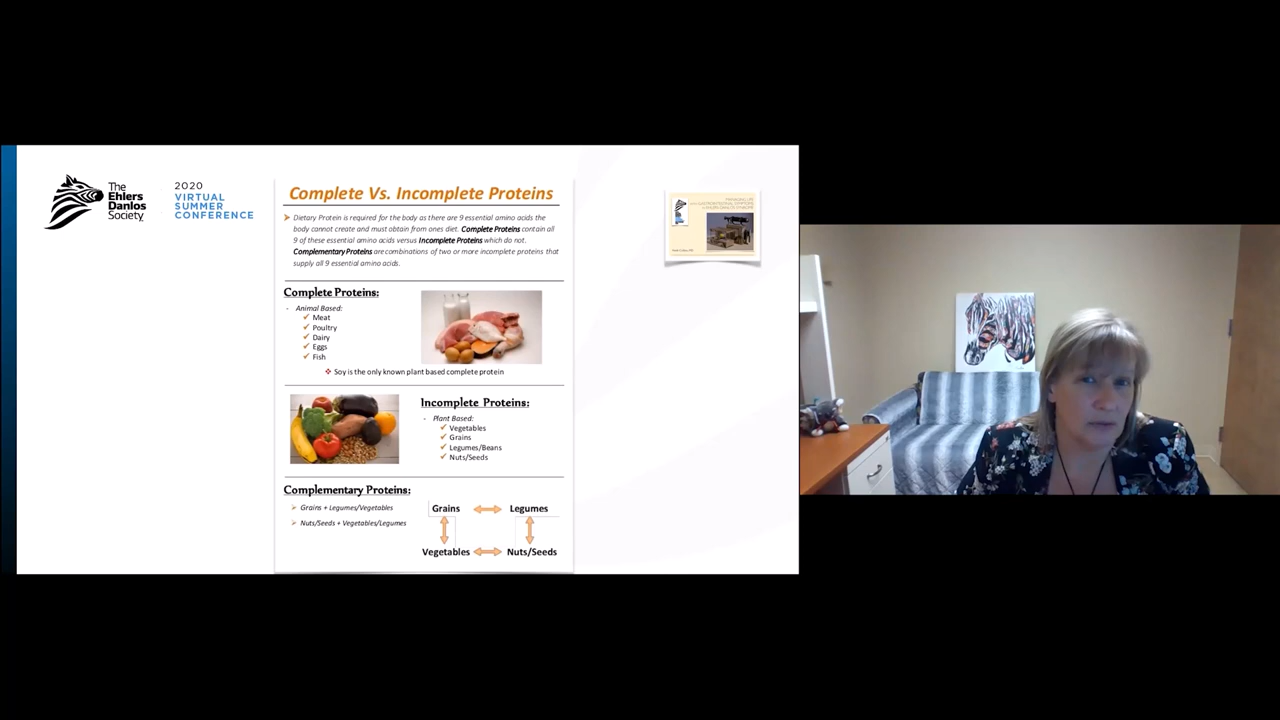 The
Ehlers
Danlos
Society
2020
VIRTUAL
SUMMER
CONFERENCE
Complete Vs. Incomplete Proteins
Dietary Protein is required for the body as there are 9 essential amino acids the
body cannot create and must obtain from ones diet. Complete Proteins contain all
9 of these essential amino acids versus Incomplete Proteins which do not.
Complementary Proteins are combinations of two or more incomplete proteins that
supply all 9 essential amino acids.
Complete Proteins:
- Animal Based:
Meat
Poultry
Dairy
Eggs
Fish
Soy is the only known plant based complete protein
Incomplete Proteins:
- Plant Based:
Vegetables
Grains
Legumes/Beans
Nuts/Seeds
Complementary Proteins:
Grains + Legumes/Vegetables
Nuts/Seeds + Vegetables/Legumes
Grains
Legumes
Vegetables
Nuts/Seeds